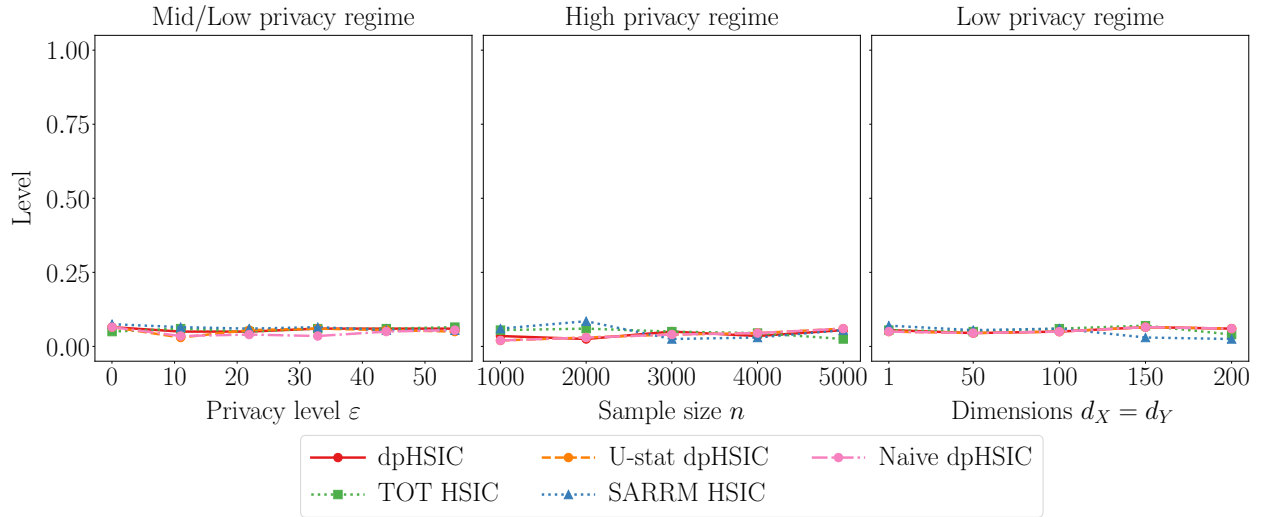 Mid/Low privacy regime
High privacy regime
Low privacy regime
Level
1.00
0.75
0.50
0.25
0.00
0 10 20 30 40 50
1000 2000 3000 4000 5000
1 50 100 150 200
Privacy level ε
Sample size n
Dimensions d_X = d_Y
dpHSIC
U-stat dpHSIC
Naive dpHSIC
TOT HSIC
SARRM HSIC